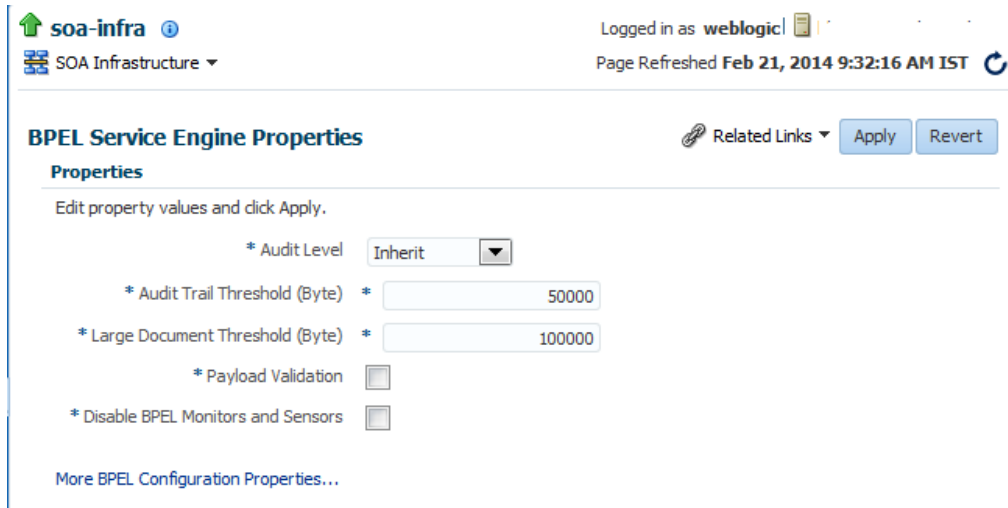 soa-infra
Logged in as weblogic
SOA Infrastructure
Page Refreshed Feb 21, 2014 9:32:16 AM IST
BPEL Service Engine Properties
Related Links
Apply
Revert
Properties
Edit property values and click Apply.
* Audit Level Inherit
* Audit Trail Threshold (Byte) * 50000
* Large Document Threshold (Byte) * 100000
* Payload Validation
* Disable BPEL Monitors and Sensors
More BPEL Configuration Properties...